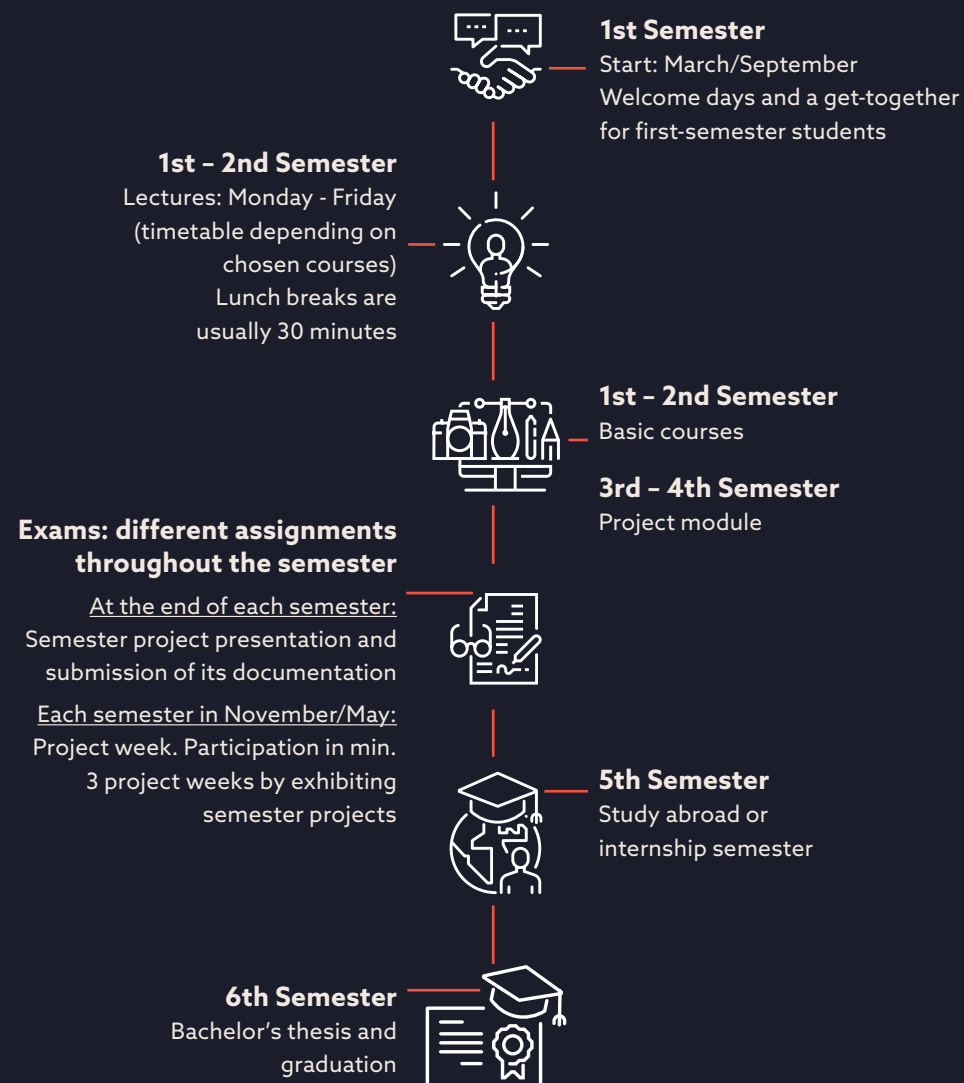 1st Semester
Start: March/September
Welcome days and a get-together
for first-semester students
1st – 2nd Semester
Lectures: Monday - Friday
(timetable depending on
chosen courses)
Lunch breaks are
usually 30 minutes
1st – 2nd Semester
Basic courses
3rd – 4th Semester
Project module
Exams: different assignments
throughout the semester
At the end of each semester:
Semester project presentation and
submission of its documentation
Each semester in November/May:
Project week. Participation in min.
3 project weeks by exhibiting
semester projects
5th Semester
Study abroad or
internship semester
6th Semester
Bachelor’s thesis and
graduation